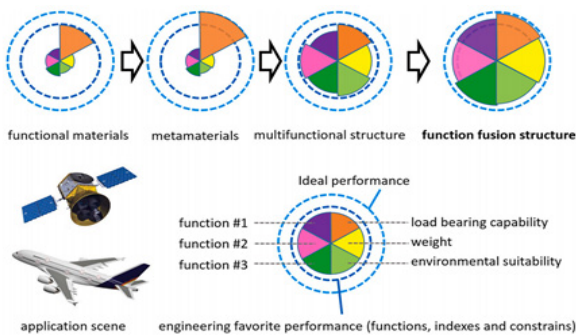 functional materials
metamaterials
multifunctional structure
function fusion structure
Ideal performance
function #1
load bearing capability
function #2
weight
function #3
environmental suitability
application scene
engineering favorite performance (functions, indexes and constrains)